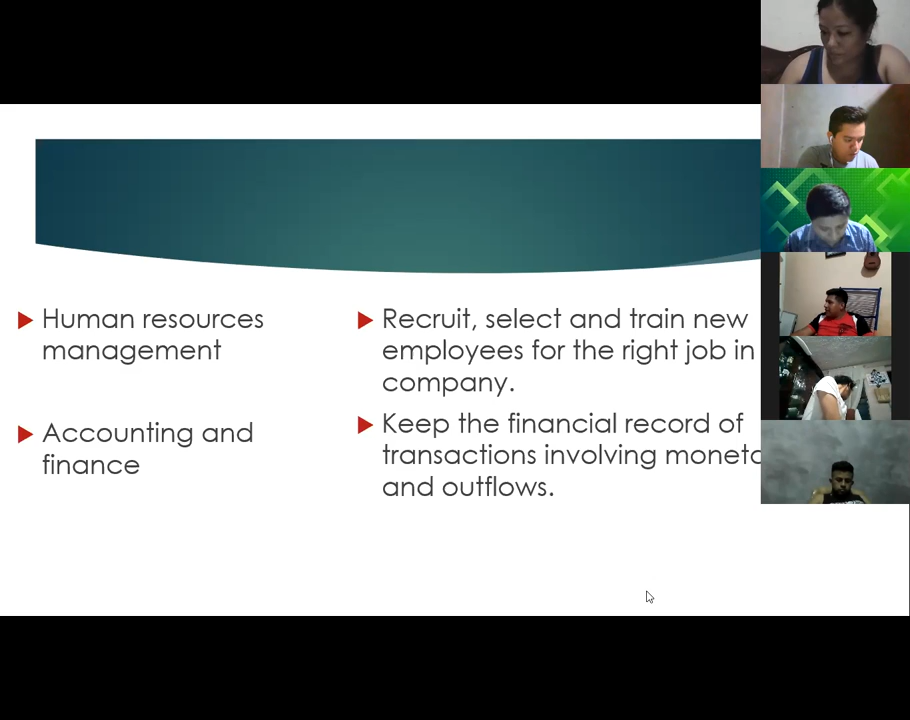 Human resources
management
Recruit, select and train new
employees for the right job in
company.
Accounting and
finance
Keep the financial record of
transactions involving
and outflows.